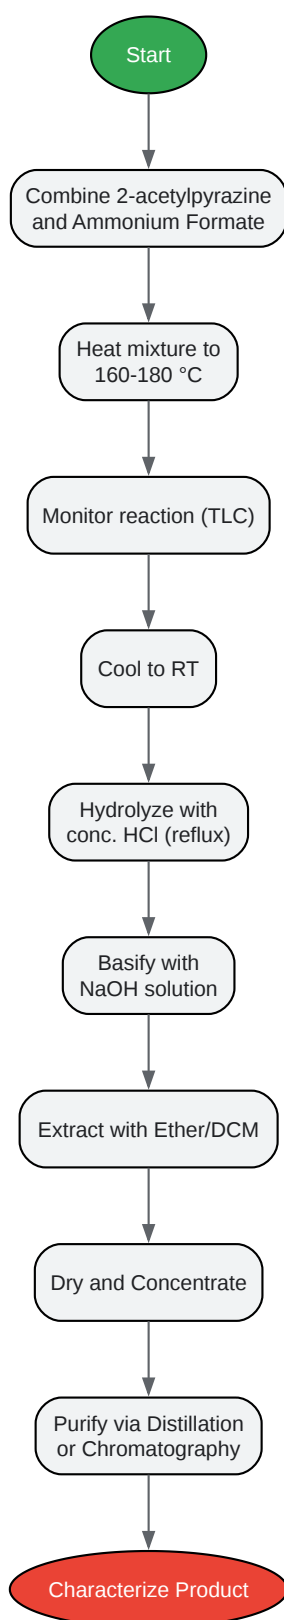 Start
Combine 2-acetylpyrazine
and Ammonium Formate
Heat mixture to
160-180 °C
Monitor reaction (TLC)
Cool to RT
Hydrolyze with
conc. HCl (reflux)
Basify with
NaOH solution
Extract with Ether/DCM
Dry and Concentrate
Purify via Distillation
or Chromatography
Characterize Product